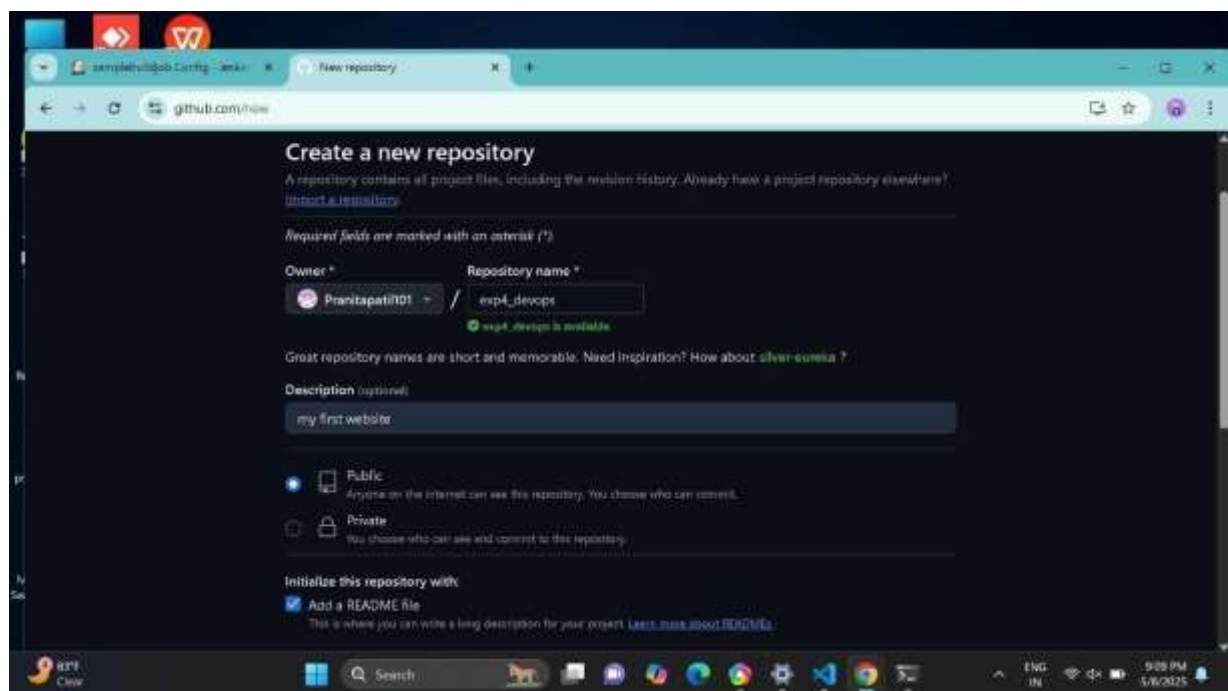 New repository
github.com/new
Create a new repository
A repository contains all project files, including the revision history. Already have a project repository elsewhere?
Import a repository.
Required fields are marked with an asterisk (*).
Owner * Repository name *
Pranitapatil101 / exp4_devops
exp4_devops is available.
Great repository names are short and memorable. Need inspiration? How about silver-eureka ?
Description (optional)
my first website
Public
Anyone on the internet can see this repository. You choose who can commit.
Private
You choose who can see and commit to this repository.
Initialize this repository with:
Add a README file
This is where you can write a long description for your project. Learn more about READMEs.
83°F
Clear
Search
ENG
IN
9:09 PM
5/6/2025